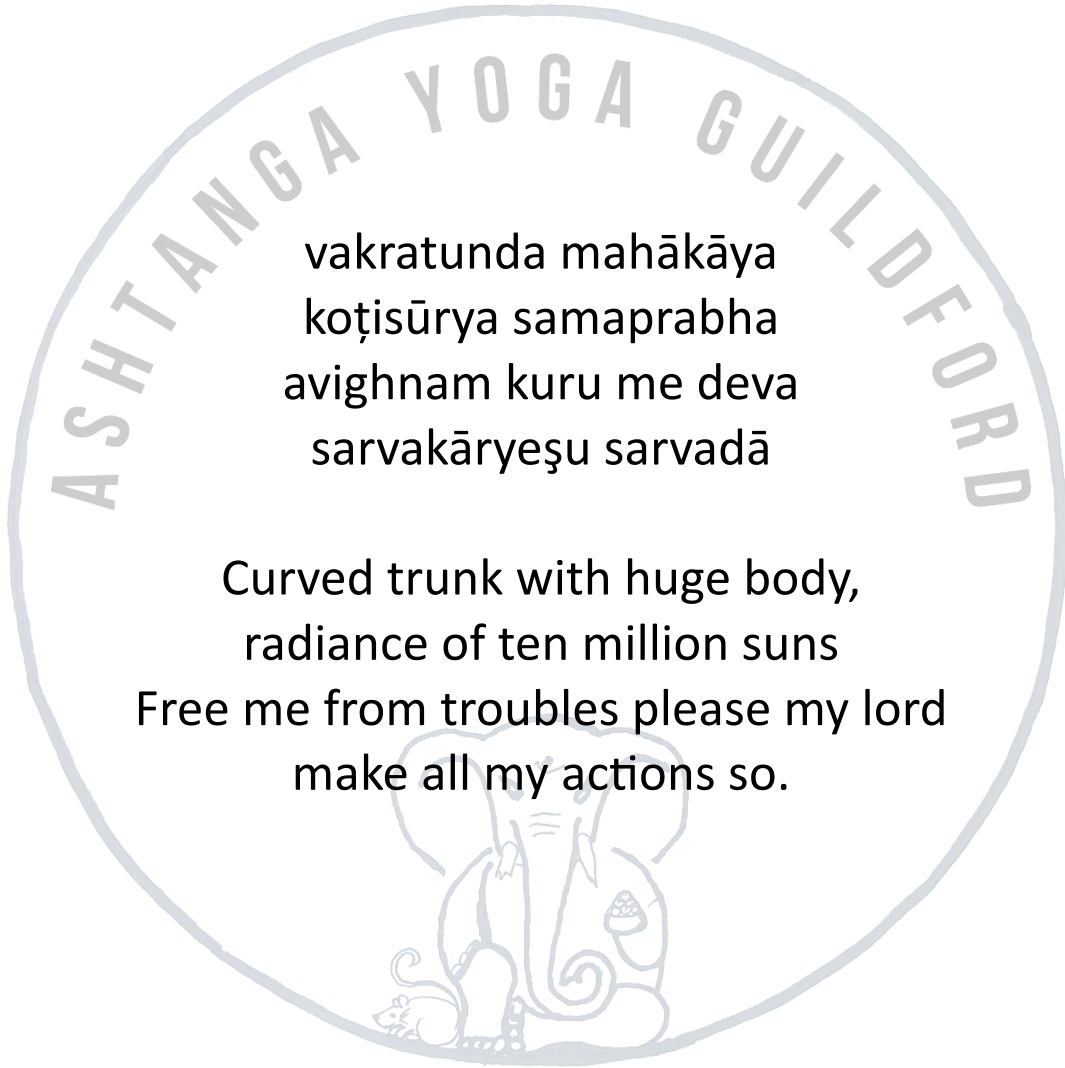 ASHTANGA YOGA GUILDFORD
vakratunda mahākāya
koṭisūrya samaprabha
avighnam kuru me deva
sarvakāryeşu sarvadā
Curved trunk with huge body,
radiance of ten million suns
Free me from troubles please my lord
make all my actions so.